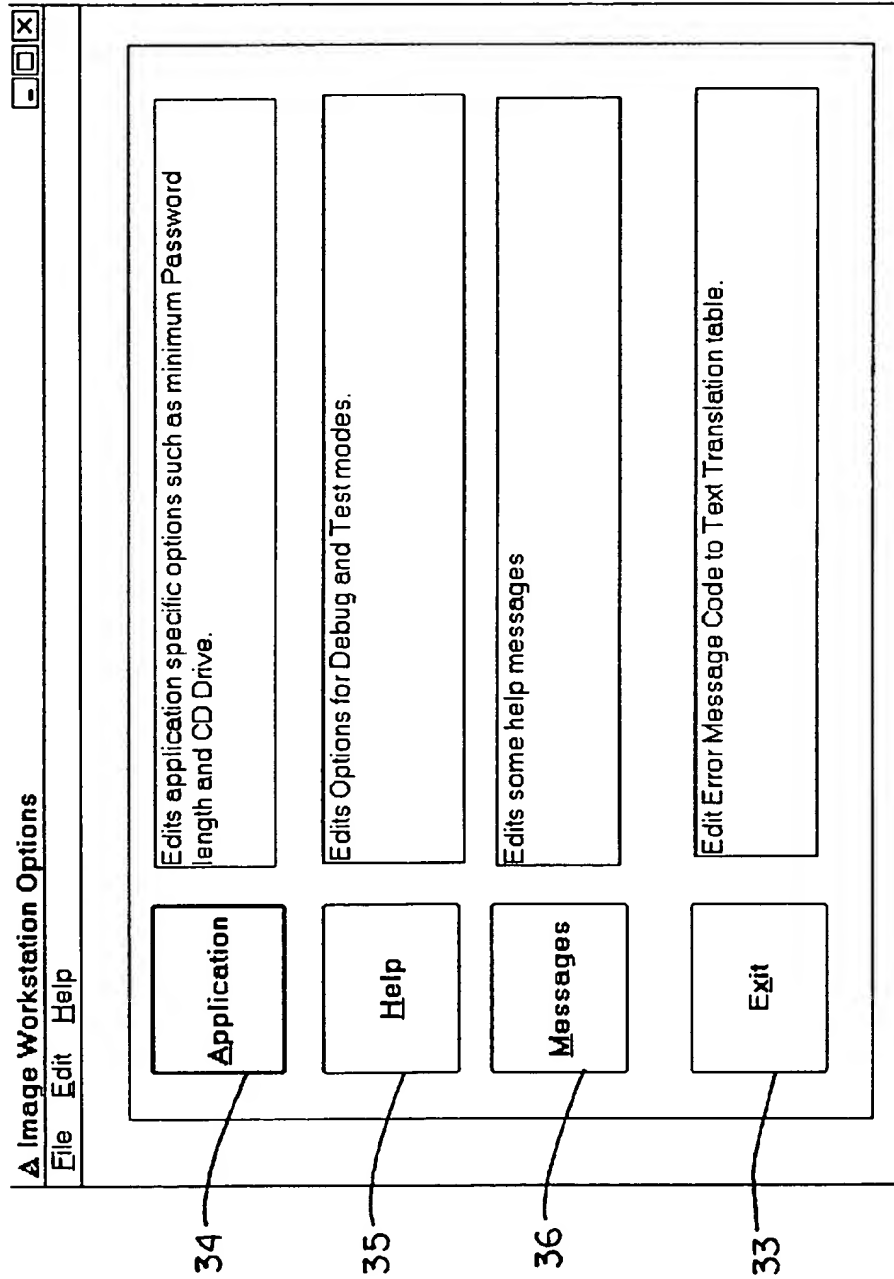 Image Workstation Options
File Edit Help
34
Application
Edits application specific options such as minimum Password
length and CD Drive.
35
Help
Edits Options for Debug and Test modes.
36
Messages
Edits some help messages
33
Exit
Edit Error Message Code to Text Translation table.